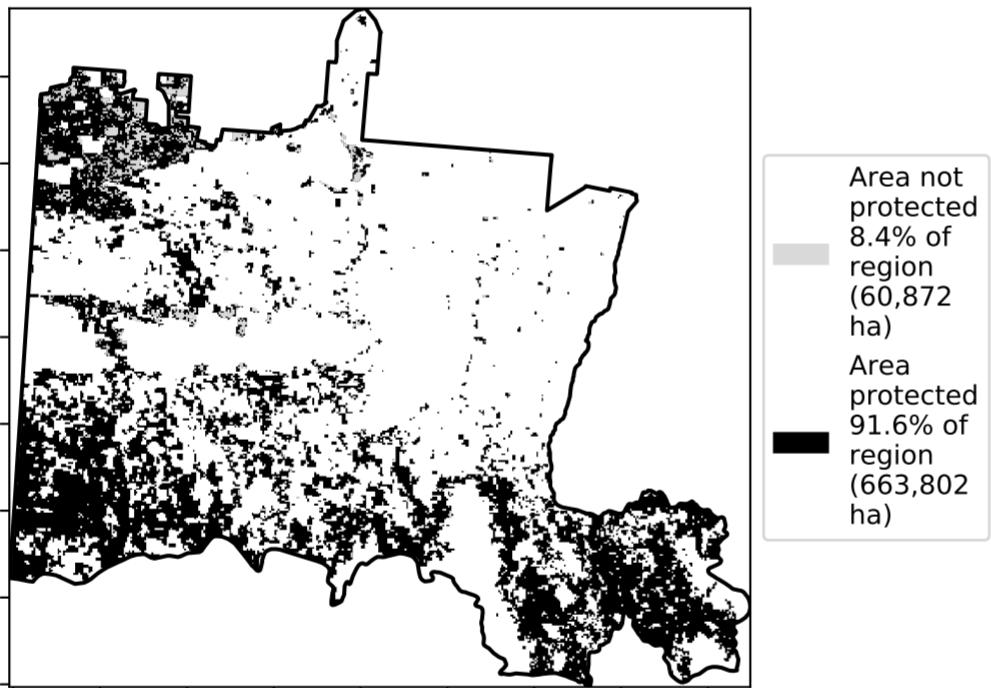 Area not
protected
8.4% of
region
(60,872
ha)
Area
protected
91.6% of
region
(663,802
ha)